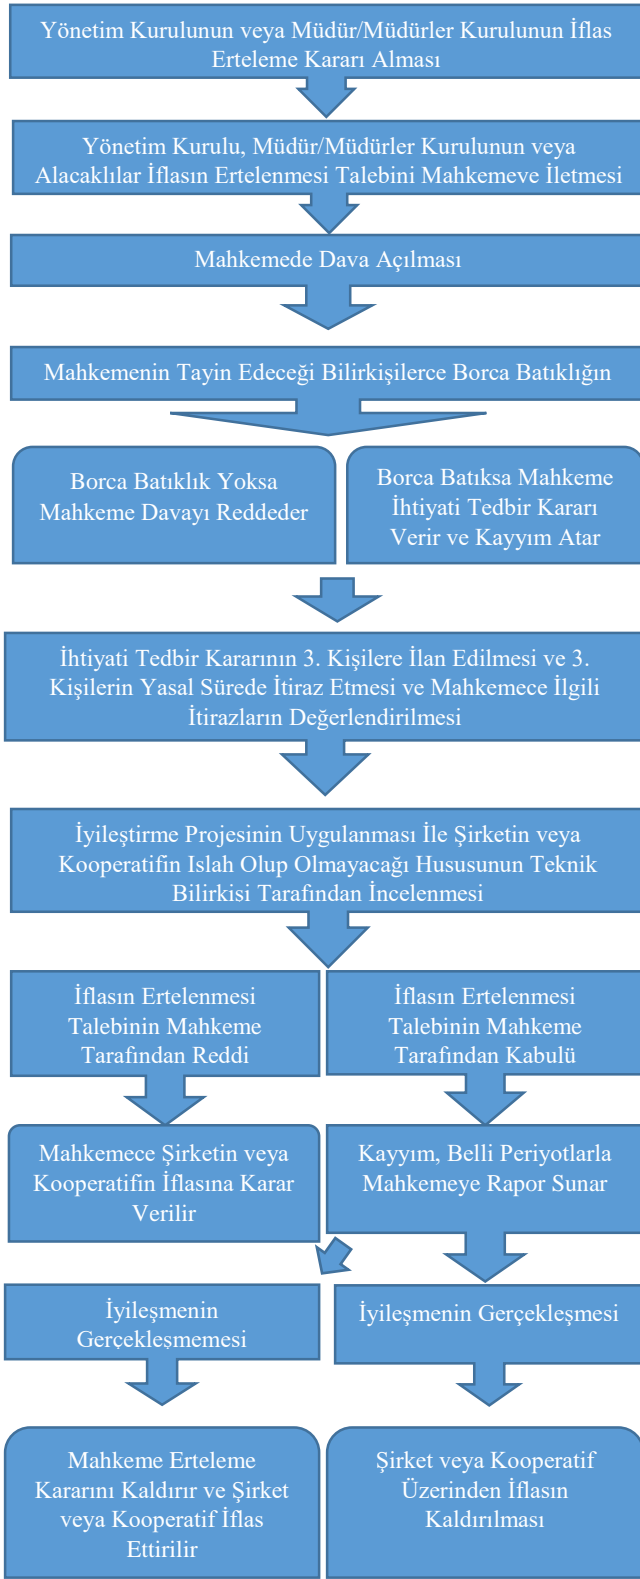 Yönetim Kurulunun veya Müdür/Müdürler Kurulunun İflas
Erteleme Kararı Alması
Yönetim Kurulu, Müdür/Müdürler Kurulunun veya
Alacaklılar İflasın Ertelenmesi Talebini Mahkemeve İletmesi
Mahkemede Dava Açılması
Mahkemenin Tayin Edeceği Bilirkişilerce Borca Batıklığın
Borca Batıklık Yoksa
Mahkeme Davayı Reddeder
Borca Batıksa Mahkeme
İhtiyati Tedbir Kararı
Verir ve Kayyım Atar
İhtiyati Tedbir Kararının 3. Kişilere İlan Edilmesi ve 3.
Kişilerin Yasal Sürede İtiraz Etmesi ve Mahkemece İlgili
İtirazların Değerlendirilmesi
İyileştirme Projesinin Uygulanması İle Şirketin veya
Kooperatifin Islah Olup Olmayacağı Hususunun Teknik
Bilirkisi Tarafından İncelenmesi
İflasın Ertelenmesi
Talebinin Mahkeme
Tarafından Reddi
İflasın Ertelenmesi
Talebinin Mahkeme
Tarafından Kabulü
Mahkemece Şirketin veya
Kooperatifin İflasına Karar
Verilir
Kayyım, Belli Periyotlarla
Mahkemeye Rapor Sunar
İyileşmenin
Gerçekleşmemesi
İyileşmenin Gerçekleşmesi
Mahkeme Erteleme
Kararını Kaldırır ve Şirket
veya Kooperatif İflas
Ettirilir
Şirket veya Kooperatif
Üzerinden İflasın
Kaldırılması